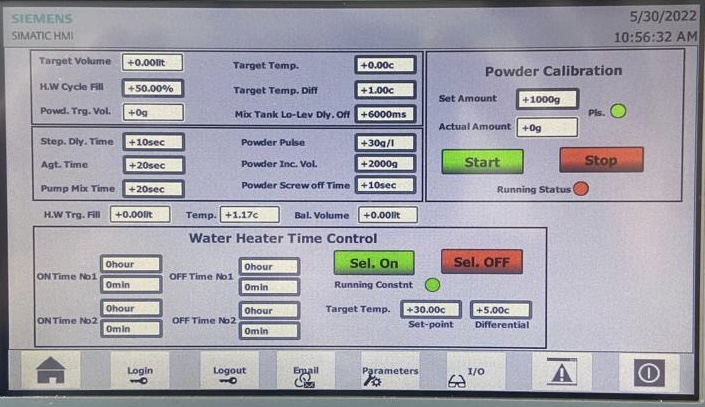 SIEMENS
SIMATIC HMI
5/30/2022
10:56:32 AM
Target Volume +0.00lit
H.W Cycle Fill +50.00%
Powd. Trg. Vol. +0g
Target Temp. +0.00c
Target Temp. Diff +1.00c
Mix Tank Lo-Lev Dly. Off +6000ms
Step. Dly. Time +10sec
Agt. Time +20sec
Pump Mix Time +20sec
Powder Pulse +30g/l
Powder Inc. Vol. +2000g
Powder Screw off Time +10sec
Powder Calibration
Set Amount +1000g
Actual Amount +0g
Pls.
Start Stop
Running Status
H.W Trg. Fill +0.00lit Temp. +1.17c Bal. Volume +0.00lit
Water Heater Time Control
ON Time No1 0hour
0min
OFF Time No1 0hour
0min
ON Time No2 0hour
0min
OFF Time No2 0hour
0min
Sel. On Sel. OFF
Running Constnt
Target Temp. +30.00c +5.00c
Set-point Differential
Login Logout Email Parameters I/O